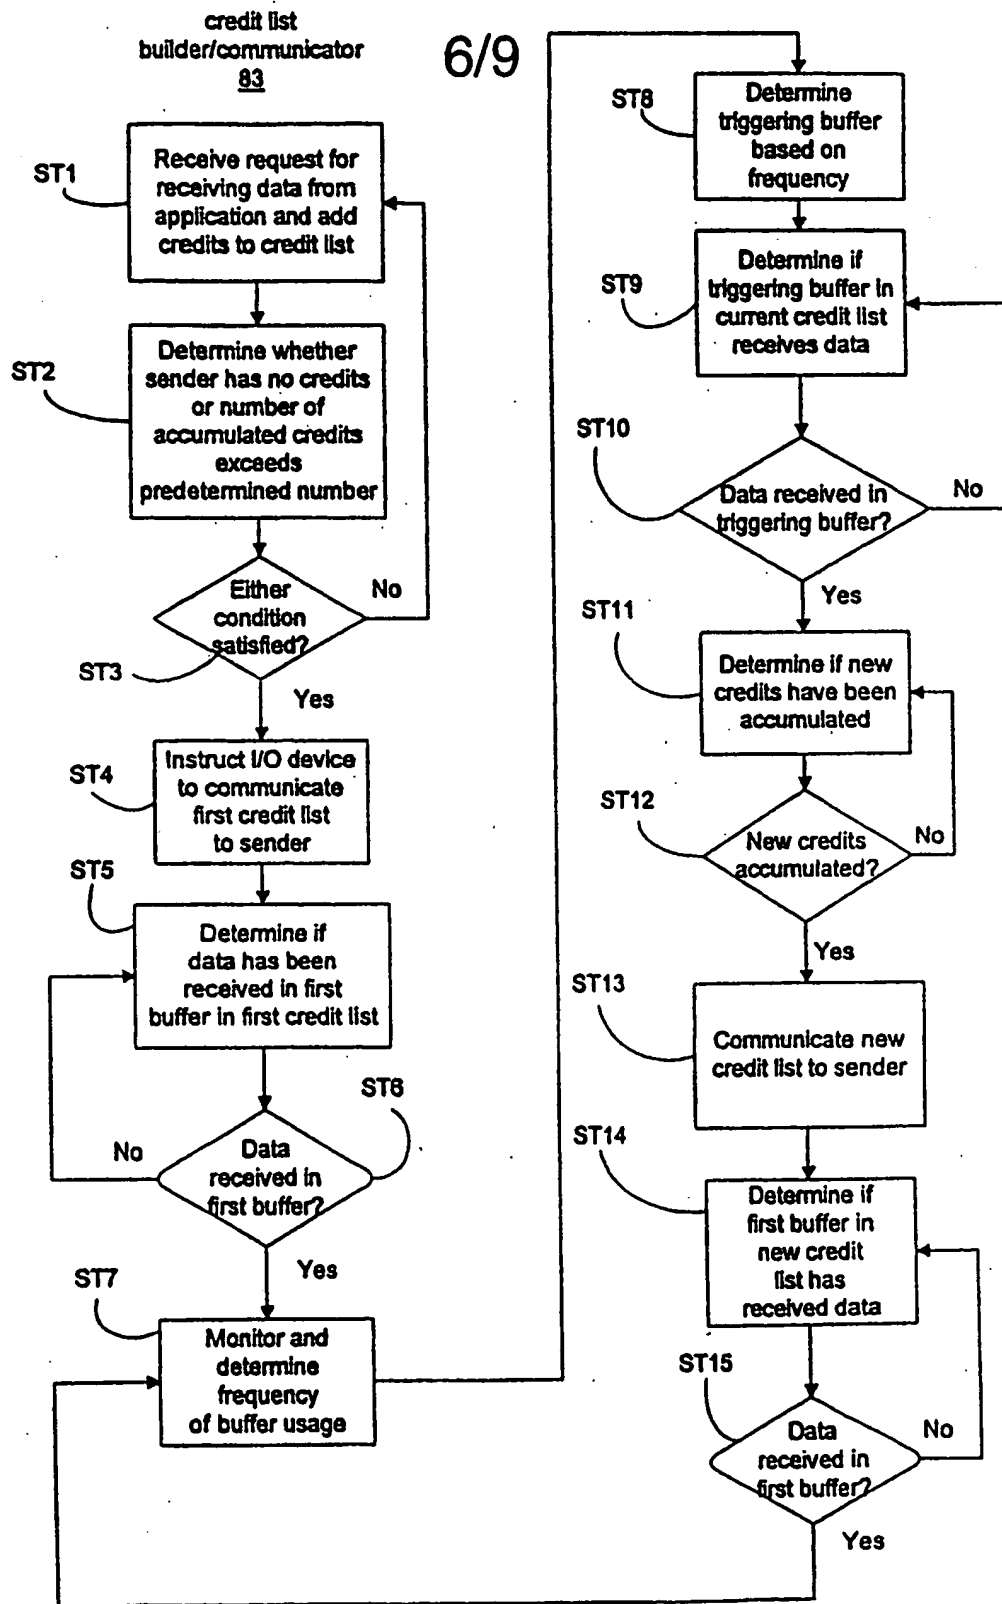 credit list
builder/communicator
83
6/9
ST1
Receive request for
receiving data from
application and add
credits to credit list
ST2
Determine whether
sender has no credits
or number of
accumulated credits
exceeds
predetermined number
Either
condition
satisfied?
No
ST3
Yes
ST4
Instruct I/O device
to communicate
first credit list
to sender
ST5
Determine if
data has been
received in first
buffer in first credit list
ST6
No
Data
received in
first buffer?
Yes
ST7
Monitor and
determine
frequency
of buffer usage
ST8
Determine
triggering buffer
based on
frequency
ST9
Determine if
triggering buffer in
current credit list
receives data
ST10
Data received in
triggering buffer?
No
Yes
ST11
Determine if new
credits have been
accumulated
ST12
New credits
accumulated?
No
Yes
ST13
Communicate new
credit list to sender
ST14
Determine if
first buffer in
new credit
list has
received data
ST15
Data
received in
first buffer?
No
Yes